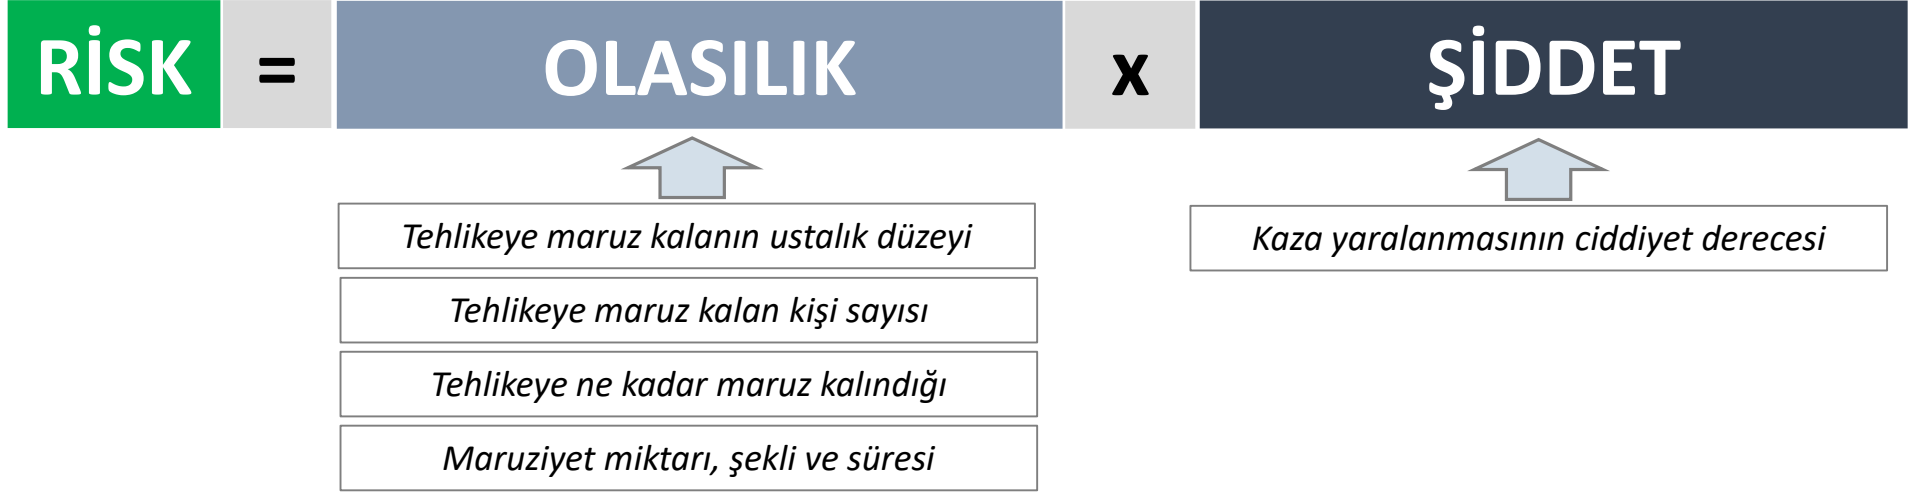 RİSK = OLASILIK x ŞİDDET
Tehlikeye maruz kalanın ustalık düzeyi
Tehlikeye maruz kalan kişi sayısı
Tehlikeye ne kadar maruz kalındığı
Maruziyet miktarı, şekli ve süresi
Kaza yaralanmasının ciddiyet derecesi